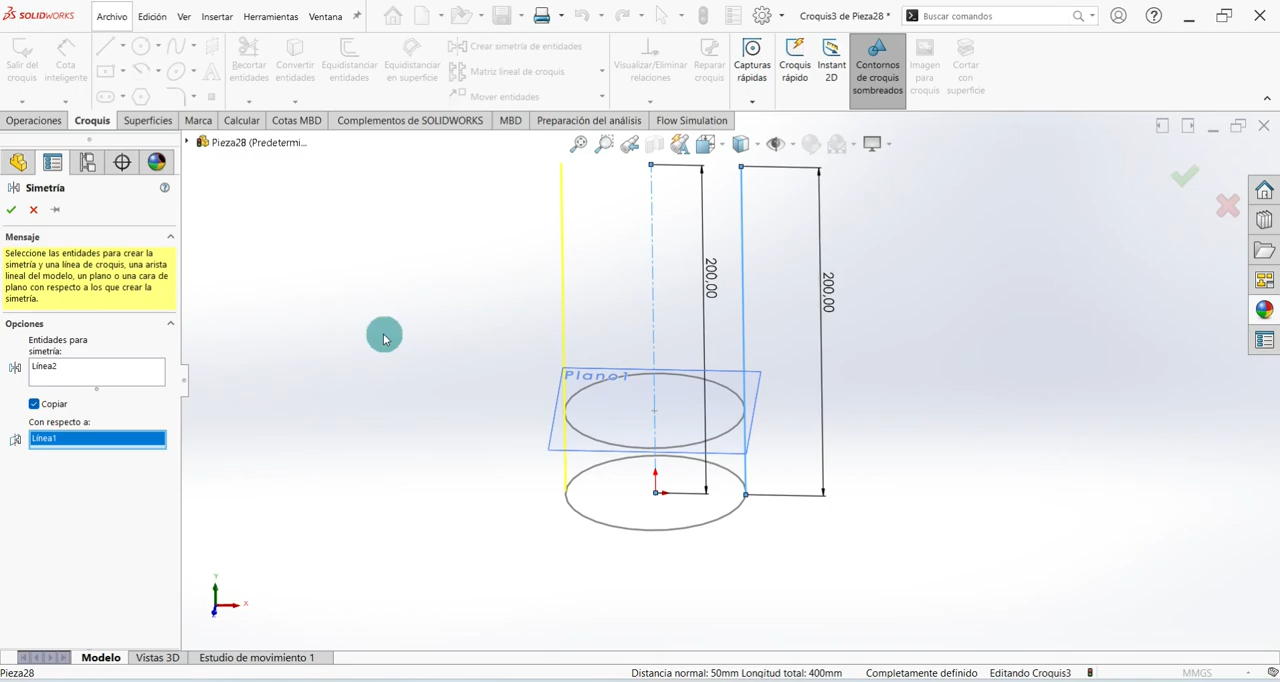 SOLIDWORKS
Archivo Edición Ver Insertar Herramientas Ventana
Croquis3 de Pieza28 *
Buscar comandos
Salir del croquis
Cota inteligente
Recortar entidades
Convertir entidades
Equidistanciar entidades
Equidistanciar en superficie
Crear simetría de entidades
Matriz lineal de croquis
Mover entidades
Visualizar/Eliminar relaciones
Reparar croquis
Capturas rápidas
Croquis rápido
Instant 2D
Contornos de croquis sombreados
Imagen para croquis
Cortar con superficie
Operaciones Croquis Superficies Marca Calcular Cotas MBD Complementos de SOLIDWORKS MBD Preparación del análisis Flow Simulation
Pieza28 (Predetermi...
Simetría
Mensaje
Seleccione las entidades para crear la
simetría y una línea de croquis, una arista
lineal del modelo, un plano o una cara de
plano con respecto a los que crear la
simetría.
Opciones
Entidades para
simetría:
Línea2
Copiar
Con respecto a:
Línea1
200,00
200,00
Plano1
Y
X
Modelo Vistas 3D Estudio de movimiento 1
Pieza28
Distancia normal: 50mm Longitud total: 400mm Completamente definido Editando Croquis3 MMGS